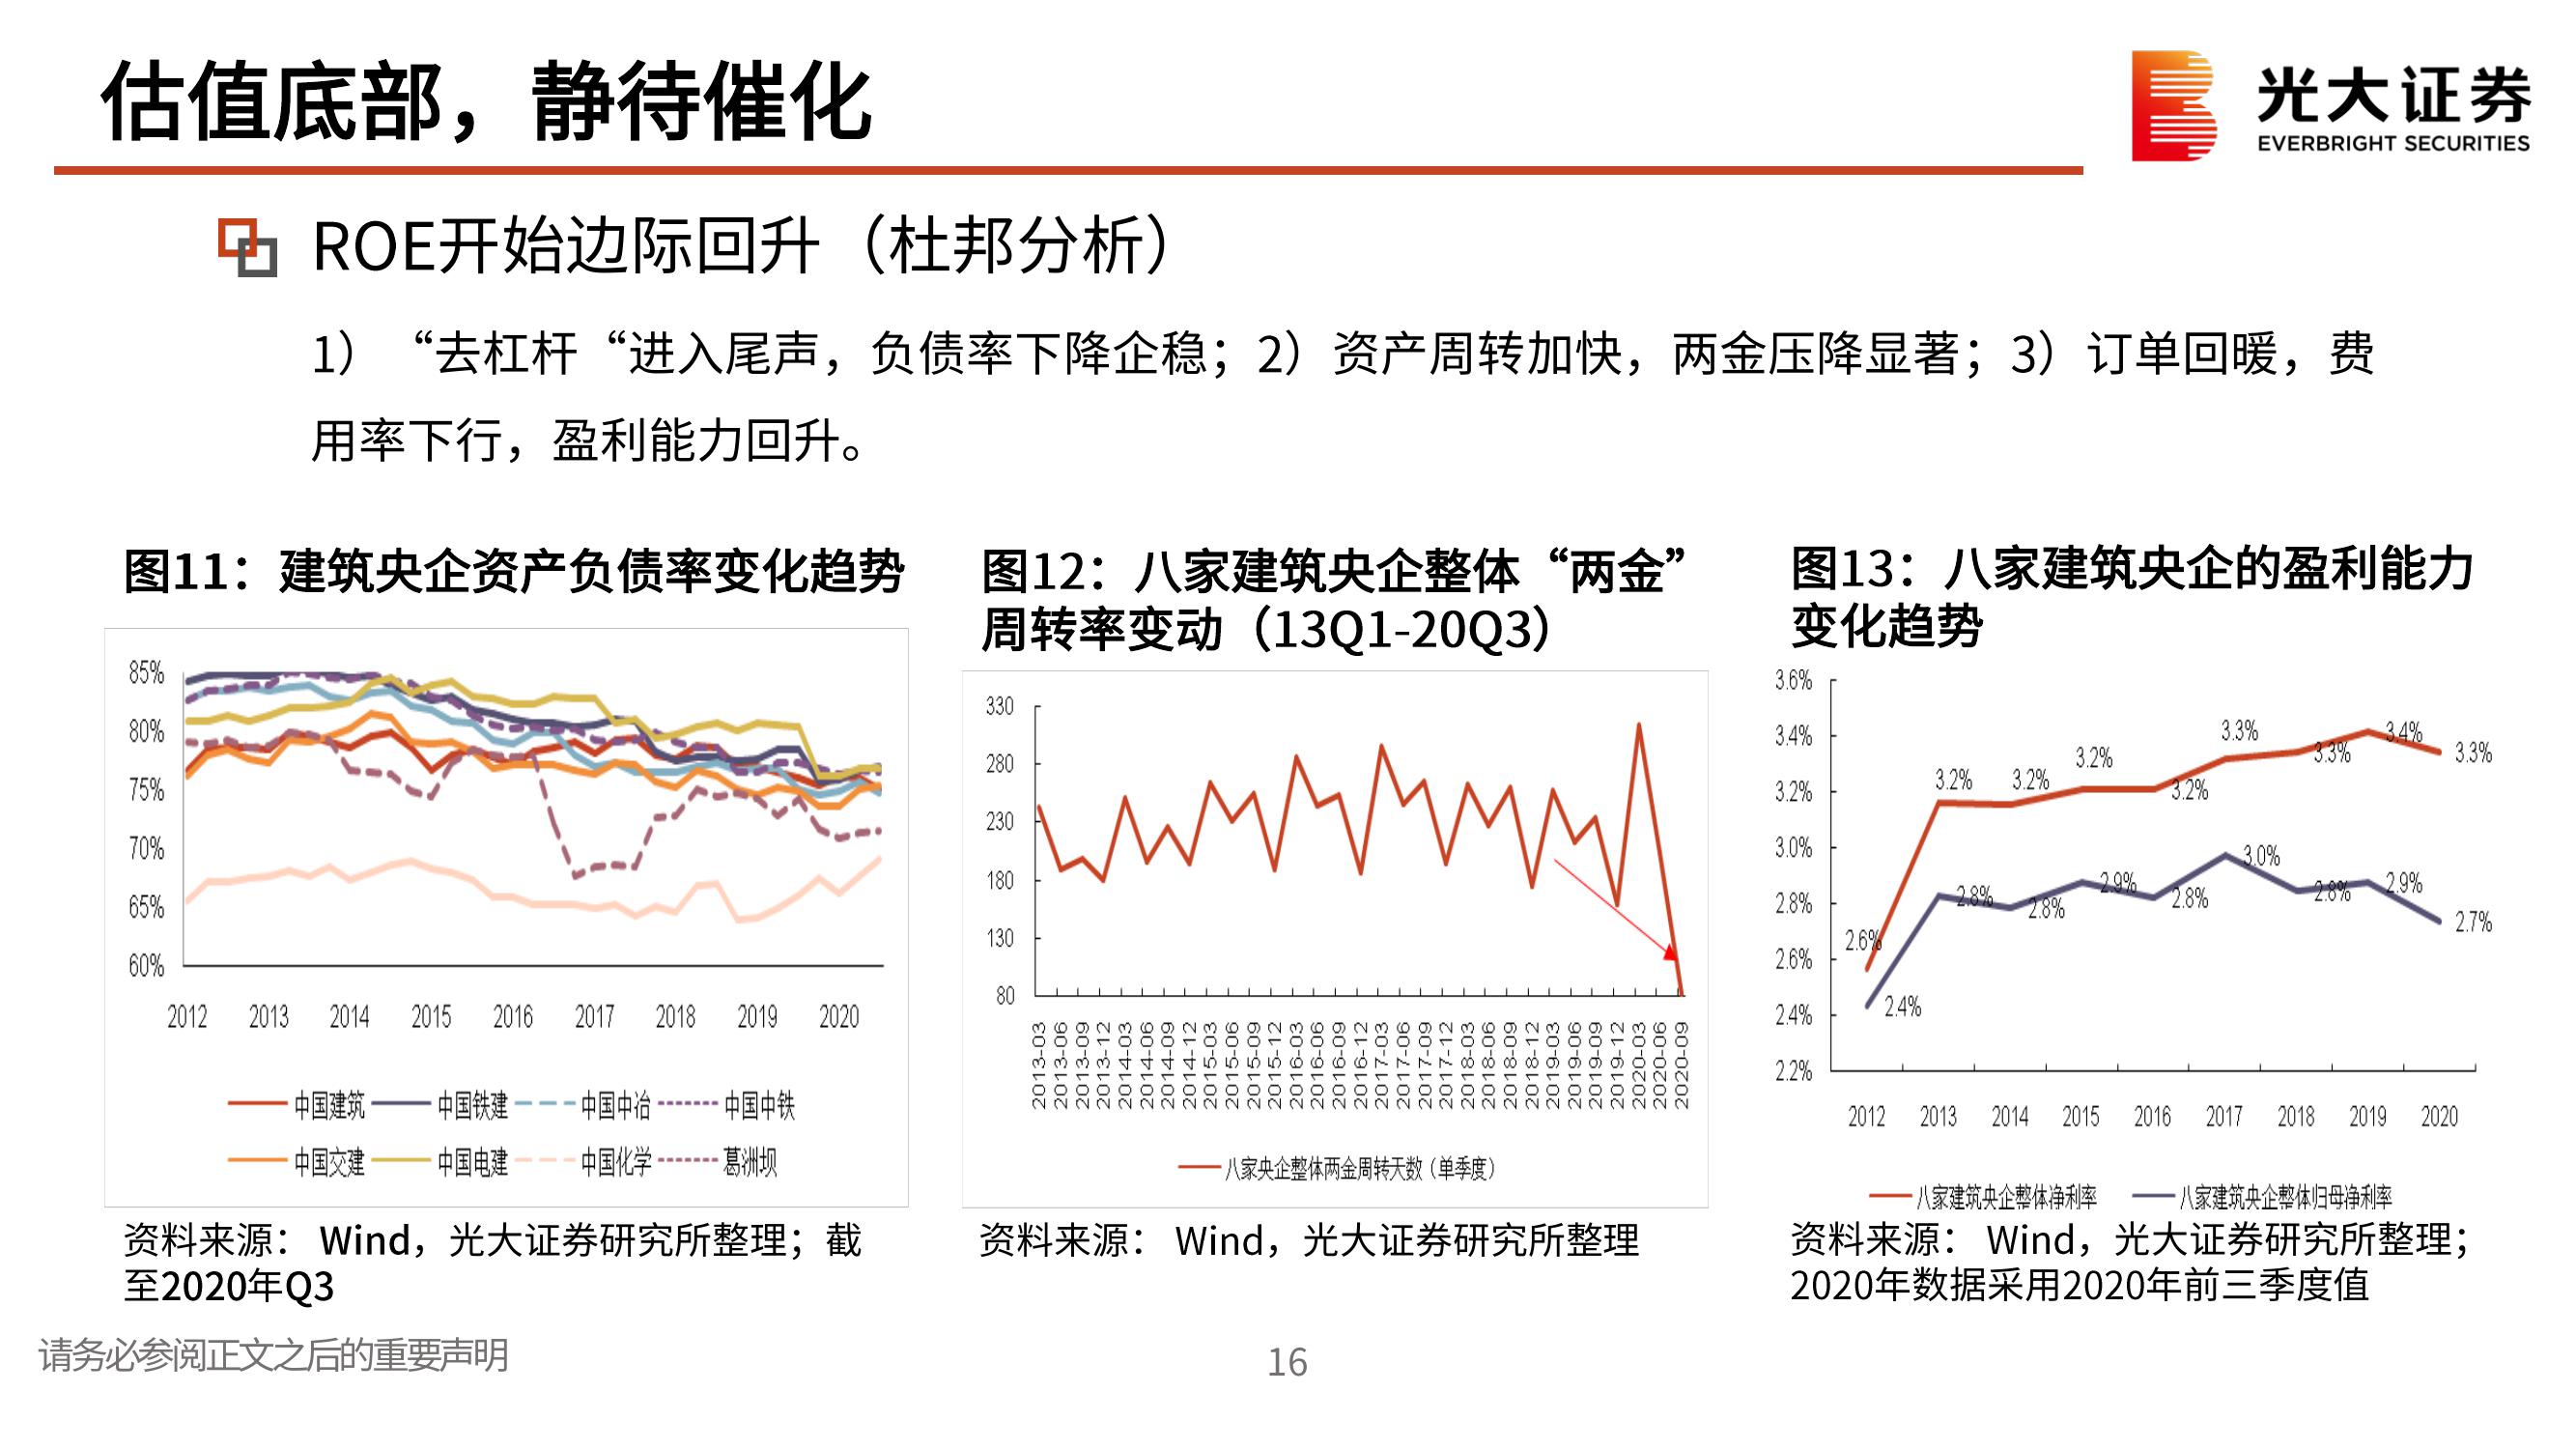 估值底部，静待催化
光大证券
EVERBRIGHT SECURITIES
ROE开始边际回升（杜邦分析）
1） “去杠杆“进入尾声，负债率下降企稳；2）资产周转加快，两金压降显著；3）订单回暖，费
用率下行，盈利能力回升。
图11：建筑央企资产负债率变化趋势
85%
80%
75%
70%
65%
60%
2012 2013 2014 2015 2016 2017 2018 2019 2020
中国建筑 中国铁建 中国中冶 中国中铁
中国交建 中国电建 中国化学 葛洲坝
资料来源： Wind，光大证券研究所整理；截
至2020年Q3
图12：八家建筑央企整体“两金”
周转率变动（13Q1-20Q3）
330
280
230
180
130
80
2013-03 2013-06 2013-09 2013-12 2014-03 2014-06 2014-09 2014-12 2015-03 2015-06 2015-09 2015-12 2016-03 2016-06 2016-09 2016-12 2017-03 2017-06 2017-09 2017-12 2018-03 2018-06 2018-09 2018-12 2019-03 2019-06 2019-09 2019-12 2020-03 2020-06 2020-09
八家央企整体两金周转天数（单季度）
资料来源： Wind，光大证券研究所整理
图13：八家建筑央企的盈利能力
变化趋势
3.6%
3.4%
3.2%
3.0%
2.8%
2.6%
2.4%
2.2%
2.6% 3.2% 3.2% 3.2% 3.2% 3.3% 3.3% 3.4% 3.3%
2.4% 2.8% 2.8% 2.9% 2.8% 3.0% 2.8% 2.9% 2.7%
2012 2013 2014 2015 2016 2017 2018 2019 2020
八家建筑央企整体净利率 八家建筑央企整体归母净利率
资料来源： Wind，光大证券研究所整理；
2020年数据采用2020年前三季度值
请务必参阅正文之后的重要声明
16